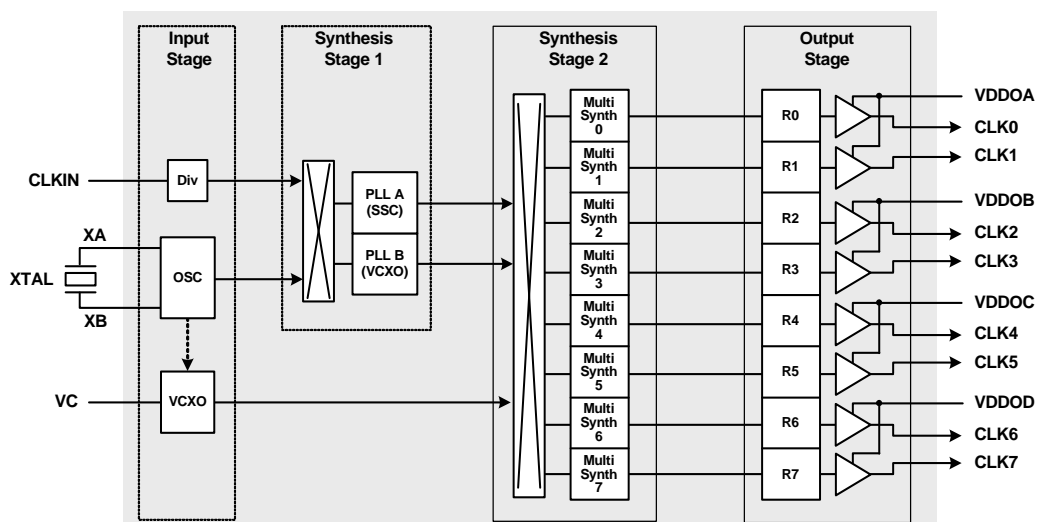 Input
Stage
Synthesis
Stage 1
Synthesis
Stage 2
Output
Stage
CLKIN
Div
XA
XTAL
XB
OSC
VC
VCXO
PLL A
(SSC)
PLL B
(VCXO)
Multi
Synth
0
Multi
Synth
1
Multi
Synth
2
Multi
Synth
3
Multi
Synth
4
Multi
Synth
5
Multi
Synth
6
Multi
Synth
7
R0
R1
R2
R3
R4
R5
R6
R7
VDDOA
CLK0
CLK1
VDDOB
CLK2
CLK3
VDDOC
CLK4
CLK5
VDDOD
CLK6
CLK7